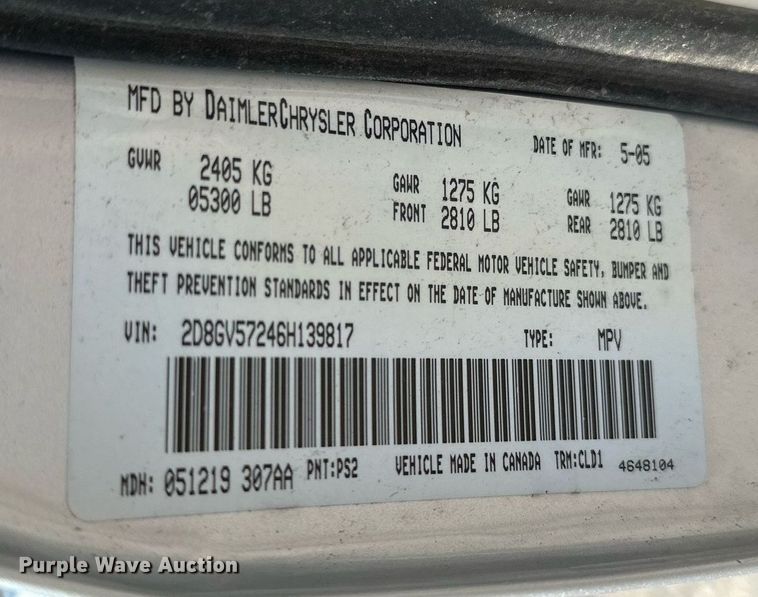 MFD BY DAIMLERCHRYSLER CORPORATION DATE OF MFR: 5-05
GVWR 2405 KG GAWR 1275 KG GAWR 1275 KG
05300 LB FRONT 2810 LB REAR 2810 LB
THIS VEHICLE CONFORMS TO ALL APPLICABLE FEDERAL MOTOR VEHICLE SAFETY, BUMPER AND
THEFT PREVENTION STANDARDS IN EFFECT ON THE DATE OF MANUFACTURE SHOWN ABOVE.
VIN: 2D8GV57246H139817 TYPE: MPV
MDH: 051219 307AA PNT:PS2 VEHICLE MADE IN CANADA TRM:CLD1 4648104
Purple Wave Auction